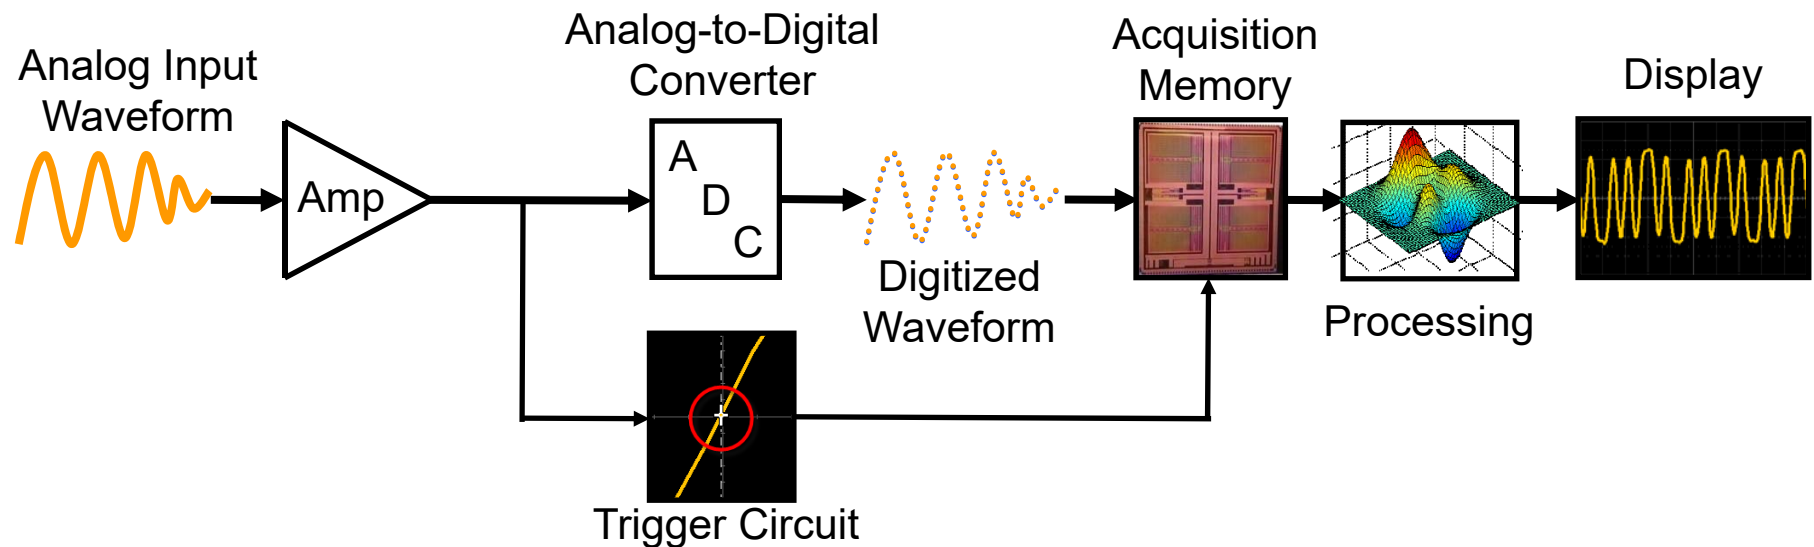 Analog Input
Waveform
Amp
Analog-to-Digital
Converter
A
D
C
Digitized
Waveform
Trigger Circuit
Acquisition
Memory
Processing
Display